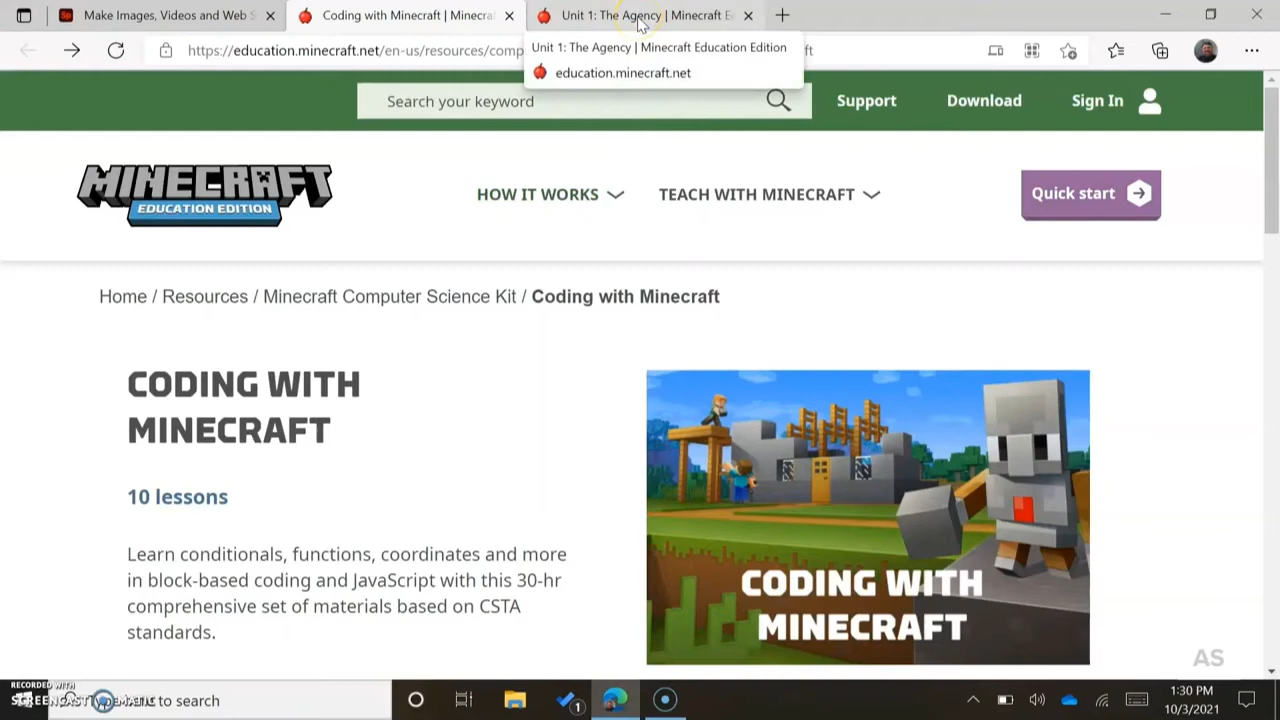 Make Images, Videos and Web S
Coding with Minecraft | Minecra
Unit 1: The Agency | Minecraft E
https://education.minecraft.net/en-us/resources/comp
ft
Unit 1: The Agency | Minecraft Education Edition
education.minecraft.net
Search your keyword
Support
Download
Sign In
MINECRAFT
EDUCATION EDITION
HOW IT WORKS
TEACH WITH MINECRAFT
Quick start
Home / Resources / Minecraft Computer Science Kit / Coding with Minecraft
CODING WITH
MINECRAFT
10 lessons
Learn conditionals, functions, coordinates and more
in block-based coding and JavaScript with this 30-hr
comprehensive set of materials based on CSTA
standards.
CODING WITH
MINECRAFT
AS
RECORDED WITH
SCREENCAST-O-MATIC
to search
1
1:30 PM
10/3/2021